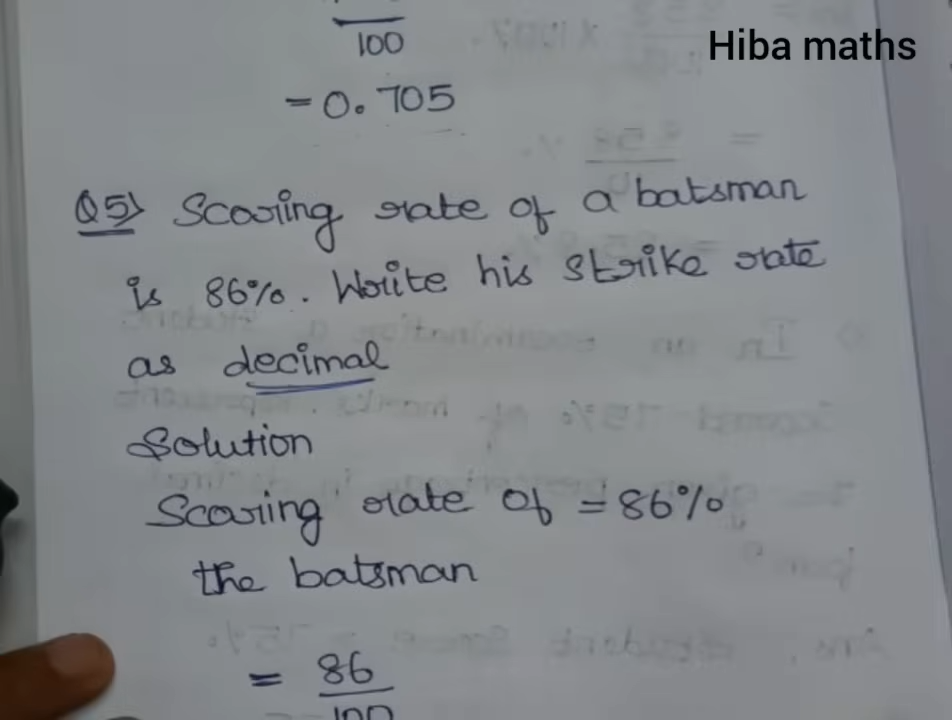 100
Hiba maths
= 0.705
Q5) Scoring rate of a batsman
is 86%. Write his strike rate
as decimal
Solution
Scoring rate of = 86%
the batsman
= 86
100